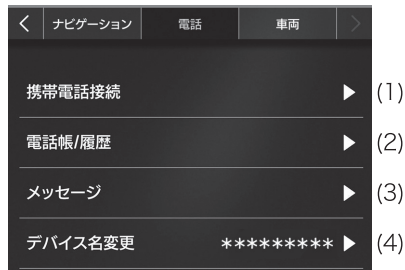 ナビゲーション 電話 車両
携帯電話接続 (1)
電話帳/履歴 (2)
メッセージ (3)
デバイス名変更 ********* (4)